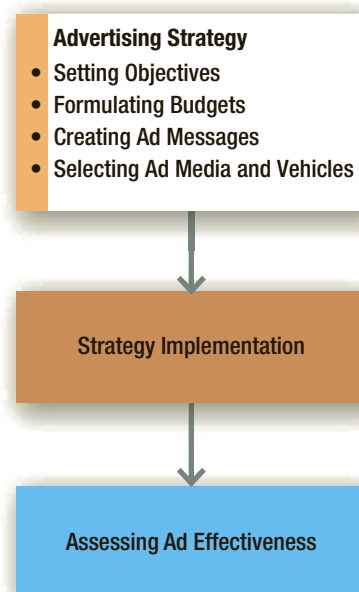 Advertising Strategy
• Setting Objectives
• Formulating Budgets
• Creating Ad Messages
• Selecting Ad Media and Vehicles
Strategy Implementation
Assessing Ad Effectiveness